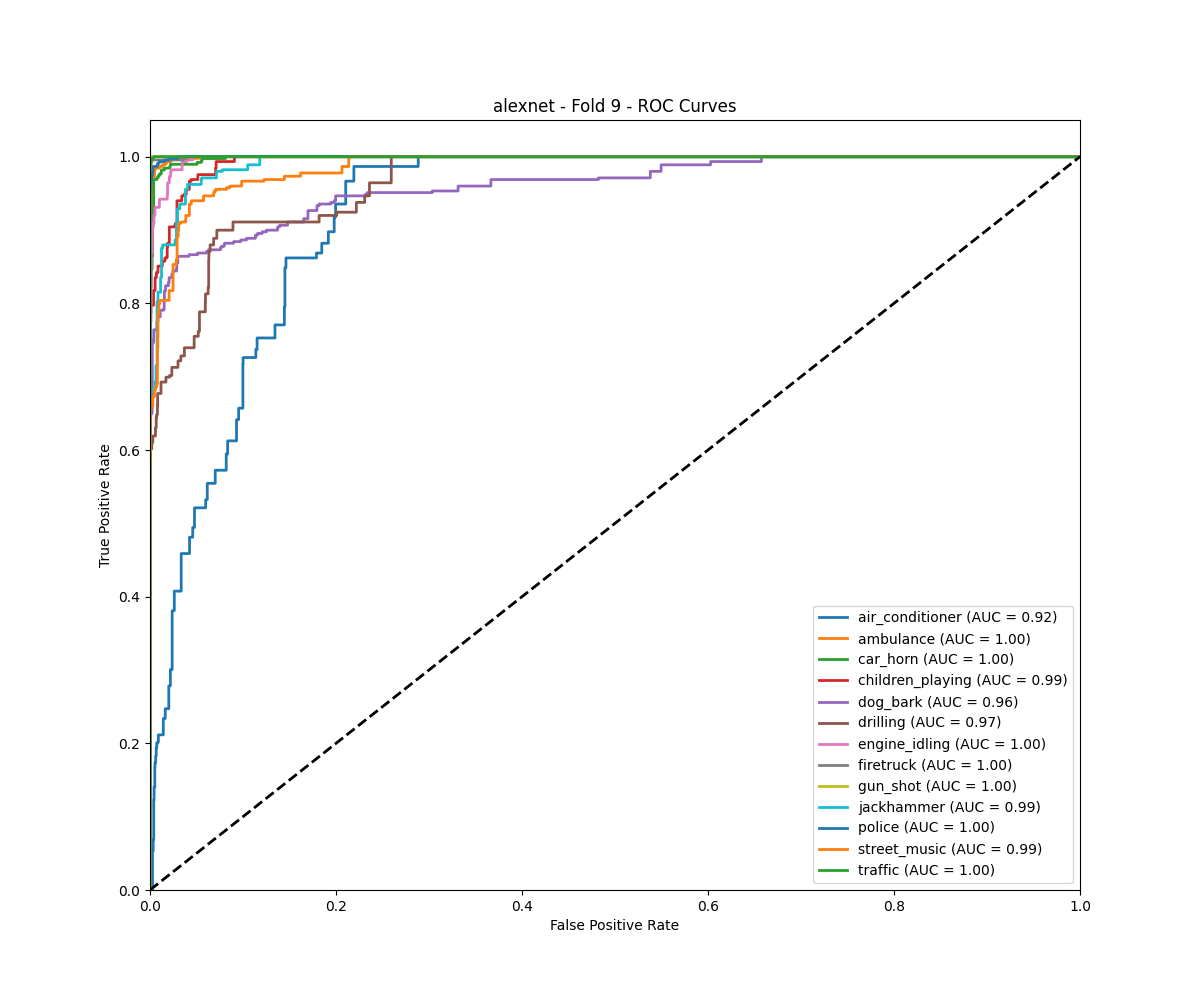 alexnet - Fold 9 - ROC Curves
True Positive Rate
1.0
0.8
0.6
0.4
0.2
0.0
0.0 0.2 0.4 0.6 0.8 1.0
False Positive Rate
air_conditioner (AUC = 0.92)
ambulance (AUC = 1.00)
car_horn (AUC = 1.00)
children_playing (AUC = 0.99)
dog_bark (AUC = 0.96)
drilling (AUC = 0.97)
engine_idling (AUC = 1.00)
firetruck (AUC = 1.00)
gun_shot (AUC = 1.00)
jackhammer (AUC = 0.99)
police (AUC = 1.00)
street_music (AUC = 0.99)
traffic (AUC = 1.00)